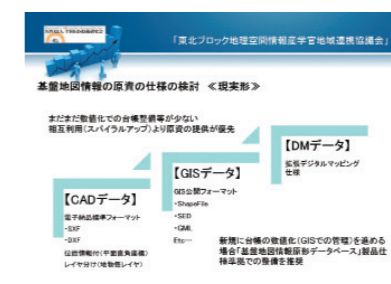 「東北ブロック地理空間情報産学官地域連携協議会」
基盤地図情報の原資の仕様の検討 ≪現実形≫
まだまだ数値化での台帳整備等が少ない
相互利用(スパイラルアップ)より原資の提供が優先
【CADデータ】
電子納品標準フォーマット
・SXF
・DXF
位置情報付(平面直角座標)
レイヤ分け(地物毎レイヤ)
【GISデータ】
GIS公開フォーマット
・ShapeFile
・SED
・GML
Etc…
【DMデータ】
拡張デジタルマッピング
仕様
新規に台帳の数値化(GISでの管理)を進める
場合「基盤地図情報原形データベース」製品仕
様準拠での整備を推奨